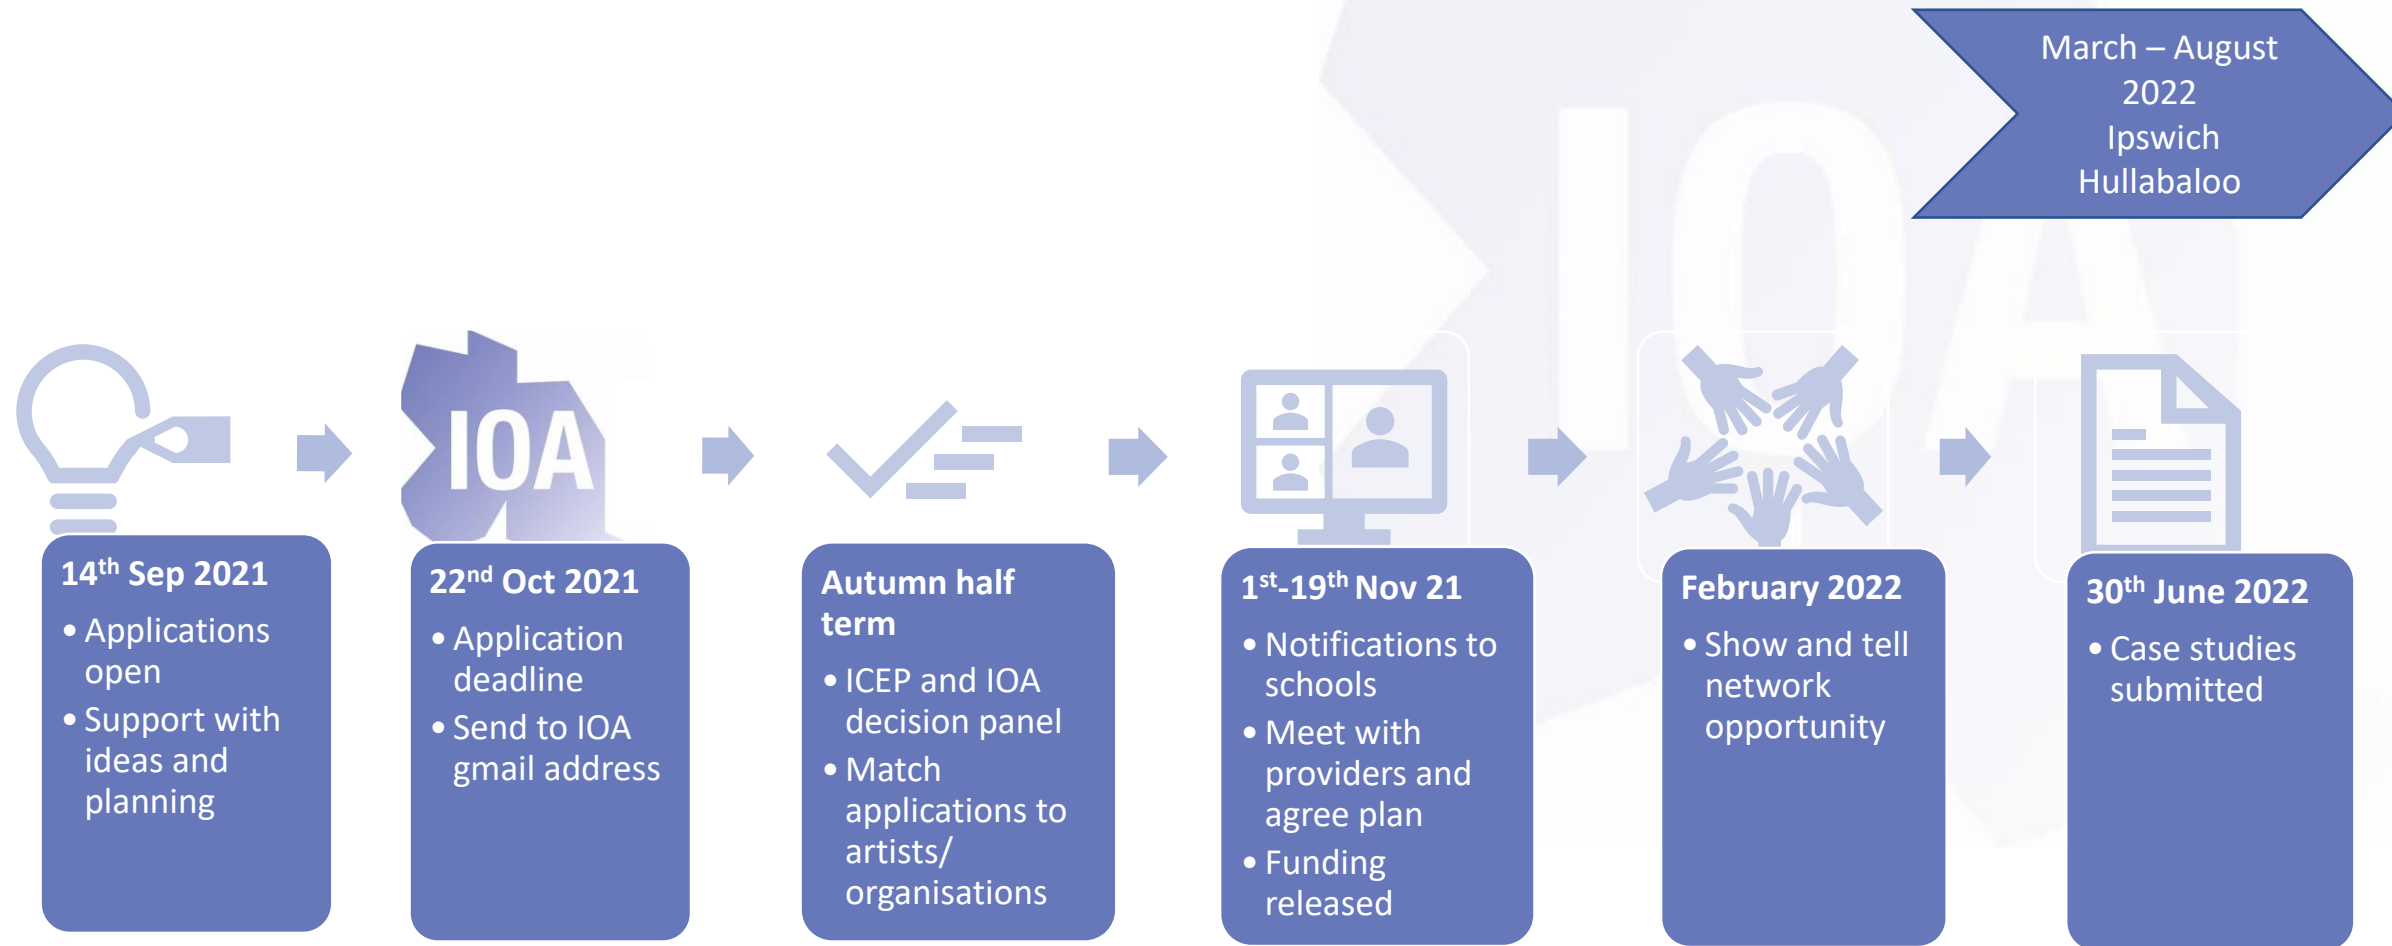 March – August
2022
Ipswich
Hullabaloo
IOA
IOA
14th Sep 2021
• Applications
open
• Support with
ideas and
planning
22nd Oct 2021
• Application
deadline
• Send to IOA
gmail address
Autumn half
term
• ICEP and IOA
decision panel
• Match
applications to
artists/
organisations
1st-19th Nov 21
• Notifications to
schools
• Meet with
providers and
agree plan
• Funding
released
February 2022
• Show and tell
network
opportunity
30th June 2022
• Case studies
submitted